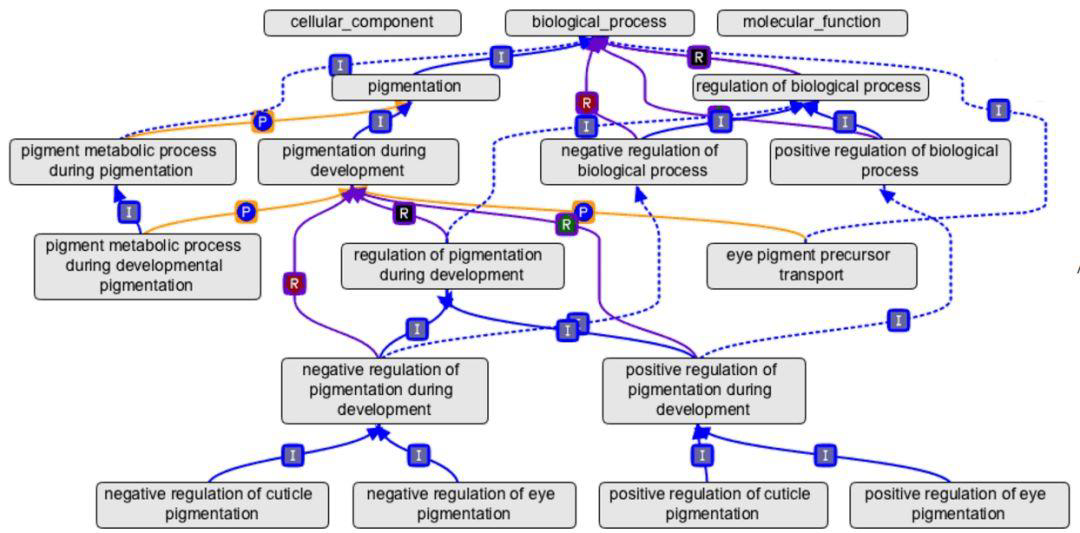 cellular_component
biological_process
molecular_function
I
I
R
pigmentation
regulation of biological process
R
I
P
I
I
I
I
pigment metabolic process
during pigmentation
pigmentation during
development
negative regulation of
biological process
positive regulation of biological
process
I
P
R
P
R
pigment metabolic process
during developmental
pigmentation
regulation of pigmentation
during development
eye pigment precursor
transport
R
I
I
I
negative regulation of
pigmentation during
development
positive regulation of
pigmentation during
development
I
I
I
I
negative regulation of cuticle
pigmentation
negative regulation of eye
pigmentation
positive regulation of cuticle
pigmentation
positive regulation of eye
pigmentation